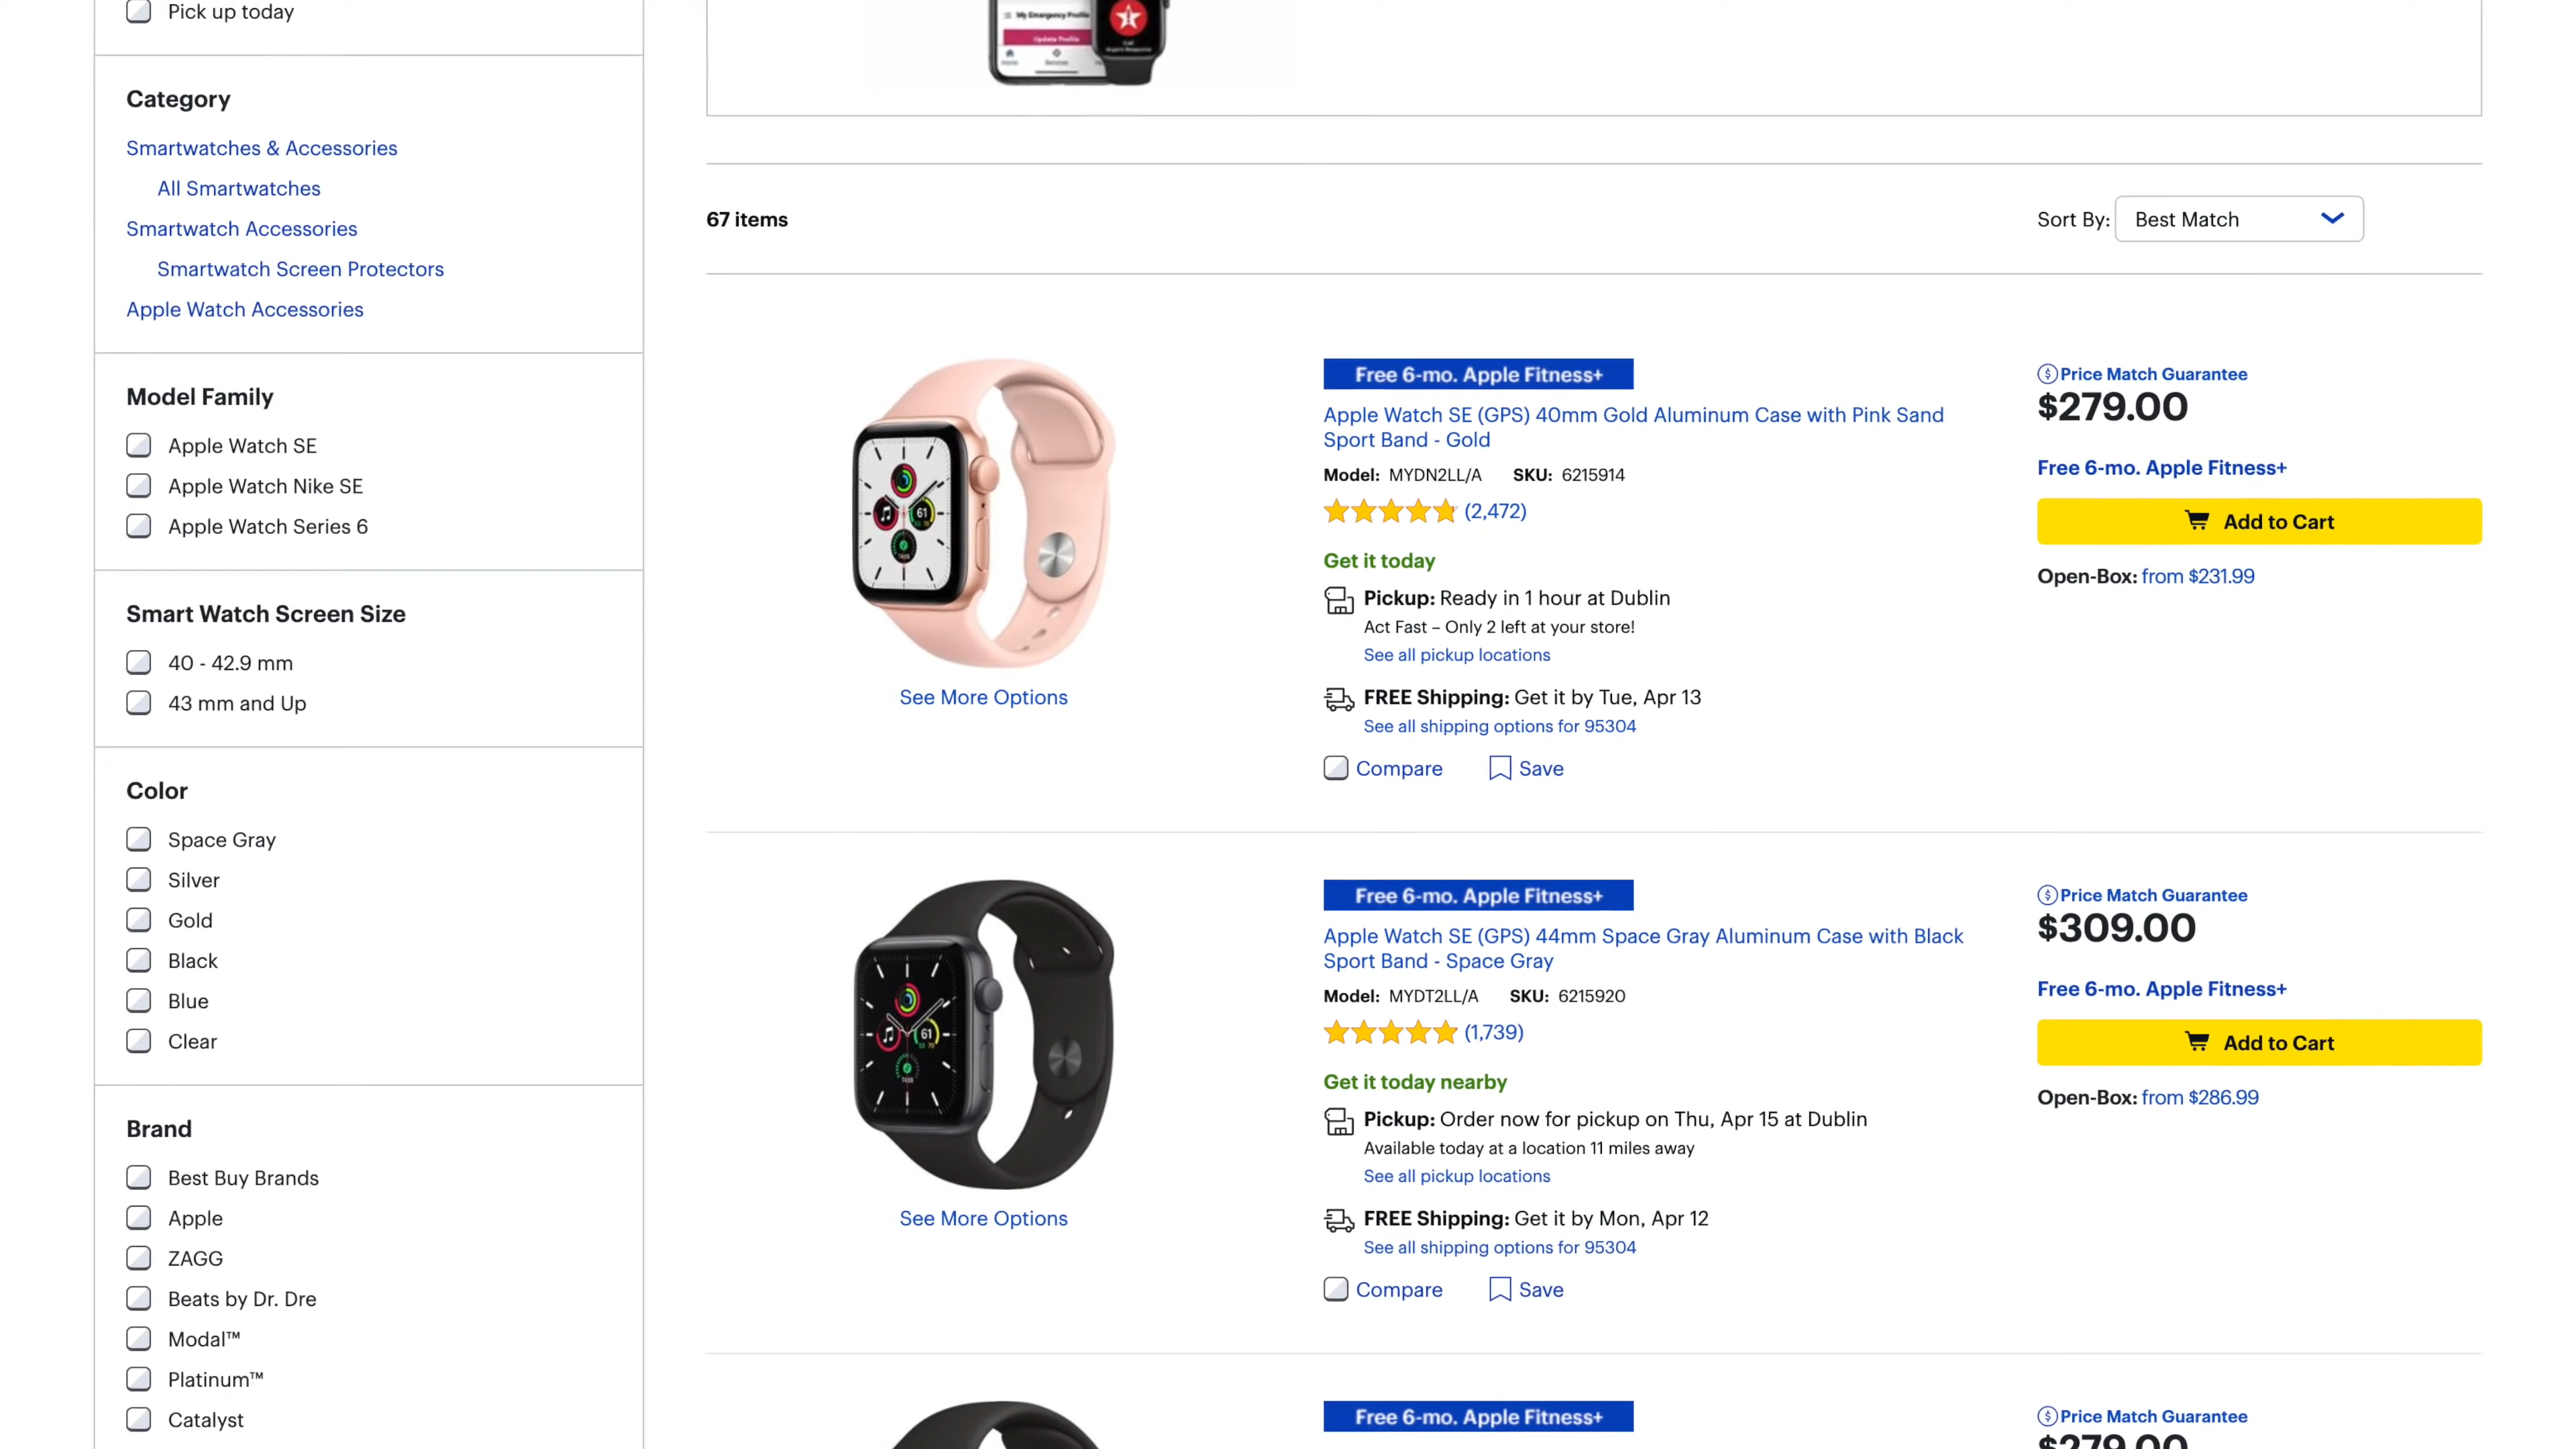 Pick up today
Category
Smartwatches & Accessories
All Smartwatches
Smartwatch Accessories
Smartwatch Screen Protectors
Apple Watch Accessories
Model Family
Apple Watch SE
Apple Watch Nike SE
Apple Watch Series 6
Smart Watch Screen Size
40 - 42.9 mm
43 mm and Up
Color
Space Gray
Silver
Gold
Black
Blue
Clear
Brand
Best Buy Brands
Apple
ZAGG
Beats by Dr. Dre
Modal™
Platinum™
Catalyst
My Emergency Profile
Update Profile
67 items
Sort By: Best Match
Free 6-mo. Apple Fitness+
Apple Watch SE (GPS) 40mm Gold Aluminum Case with Pink Sand
Sport Band - Gold
Model: MYDN2LL/A SKU: 6215914
(2,472)
Get it today
Pickup: Ready in 1 hour at Dublin
Act Fast – Only 2 left at your store!
See all pickup locations
FREE Shipping: Get it by Tue, Apr 13
See all shipping options for 95304
Compare Save
See More Options
61
Price Match Guarantee
$279.00
Free 6-mo. Apple Fitness+
Add to Cart
Open-Box: from $231.99
Free 6-mo. Apple Fitness+
Apple Watch SE (GPS) 44mm Space Gray Aluminum Case with Black
Sport Band - Space Gray
Model: MYDT2LL/A SKU: 6215920
(1,739)
Get it today nearby
Pickup: Order now for pickup on Thu, Apr 15 at Dublin
Available today at a location 11 miles away
See all pickup locations
FREE Shipping: Get it by Mon, Apr 12
See all shipping options for 95304
Compare Save
See More Options
61
Price Match Guarantee
$309.00
Free 6-mo. Apple Fitness+
Add to Cart
Open-Box: from $286.99
Free 6-mo. Apple Fitness+
Price Match Guarantee
$279.00